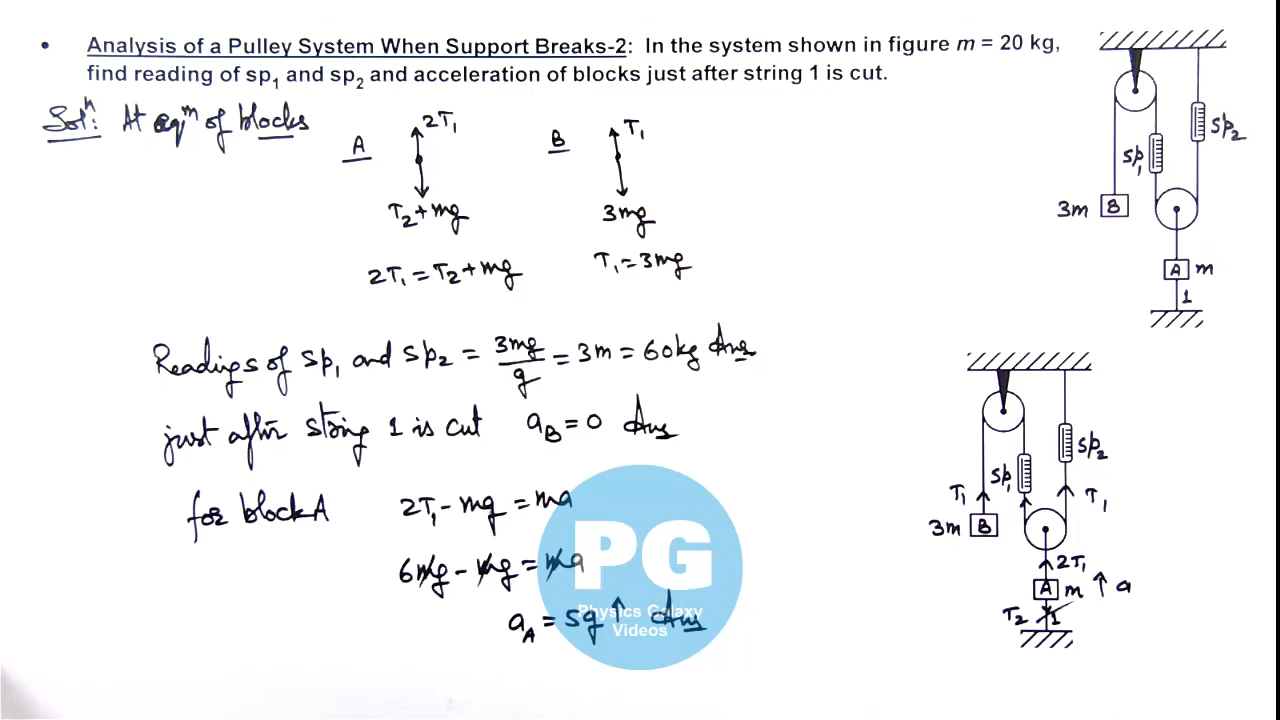 • Analysis of a Pulley System When Support Breaks-2: In the system shown in figure m = 20 kg,
find reading of sp₁ and sp₂ and acceleration of blocks just after string 1 is cut.
Solⁿ: At eqᵐ of blocks
A
2T₁
T₂+mg
2T₁ = T₂+mg
B
T₁
3mg
T₁ = 3mg
Readings of sp₁ and sp₂ = 3mg/g = 3m = 60kg Ans
just after string 1 is cut a_B = 0 Ans
for block A 2T₁ - mg = ma
6mg - mg = ma
a_A = 5g ↑ Ans
PG
Physics Galaxy
Videos
sp₂
sp₁
3m B
A m
1
sp₂
sp₁
T₁ T₁
3m B
2T₁
A m ↑ a
T₂ 1